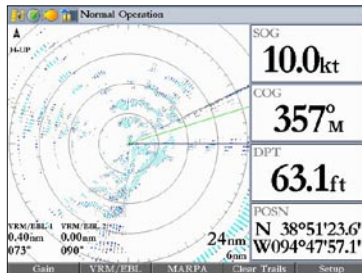 Normal Operation
H-UP
SOG
10.0kt
COG
357°M
DPT
63.1ft
POSN
N 38°51'23.6"
W094°47'57.1'
VRM/EBL 1 VRM/EBL 2
0.40nm 0.00nm
073° 090°
24nm
6nm
Gain VRM/EBL MARPA Clear Trails Setup